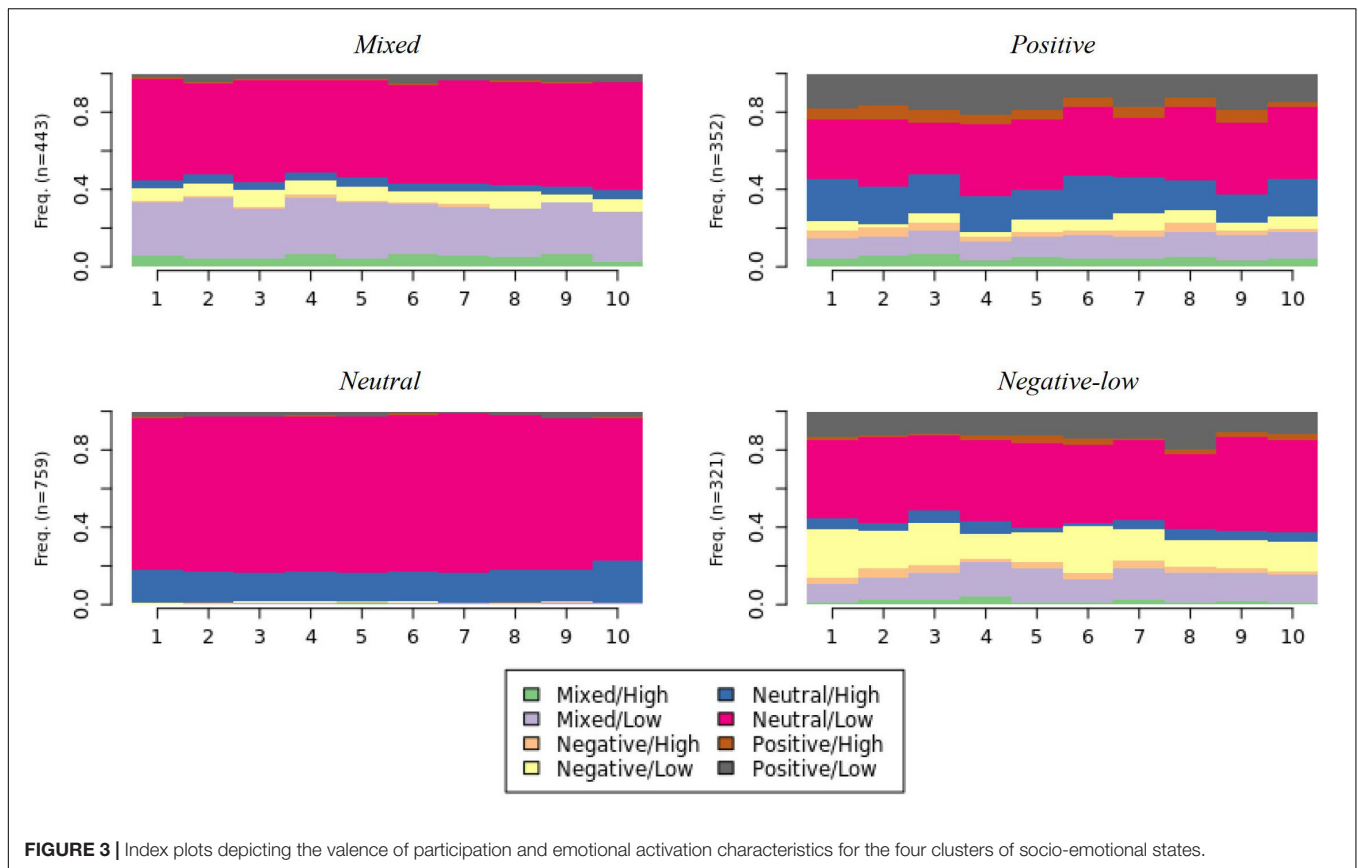 Mixed
Freq. (n=443)
0.0 0.4 0.8
1 2 3 4 5 6 7 8 9 10
Positive
Freq. (n=352)
0.0 0.4 0.8
1 2 3 4 5 6 7 8 9 10
Neutral
Freq. (n=759)
0.0 0.4 0.8
1 2 3 4 5 6 7 8 9 10
Negative-low
Freq. (n=321)
0.0 0.4 0.8
1 2 3 4 5 6 7 8 9 10
Mixed/High
Mixed/Low
Negative/High
Negative/Low
Neutral/High
Neutral/Low
Positive/High
Positive/Low
FIGURE 3 | Index plots depicting the valence of participation and emotional activation characteristics for the four clusters of socio-emotional states.